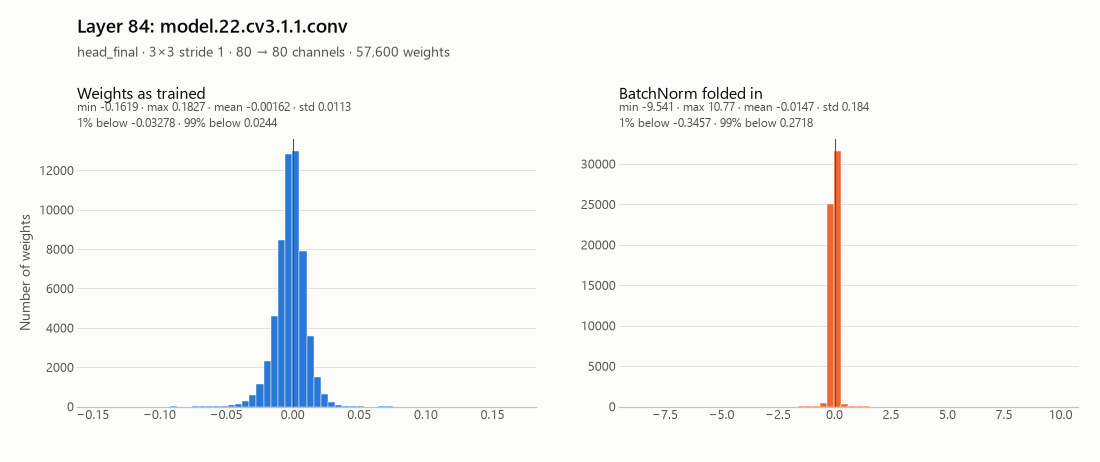 Layer 84: model.22.cv3.1.1.conv
head_final · 3×3 stride 1 · 80 → 80 channels · 57,600 weights
Weights as trained
min -0.1619 · max 0.1827 · mean -0.00162 · std 0.0113
1% below -0.03278 · 99% below 0.0244
Number of weights
12000
10000
8000
6000
4000
2000
0
−0.15 −0.10 −0.05 0.00 0.05 0.10 0.15
BatchNorm folded in
min -9.541 · max 10.77 · mean -0.0147 · std 0.184
1% below -0.3457 · 99% below 0.2718
30000
25000
20000
15000
10000
5000
0
−7.5 −5.0 −2.5 0.0 2.5 5.0 7.5 10.0